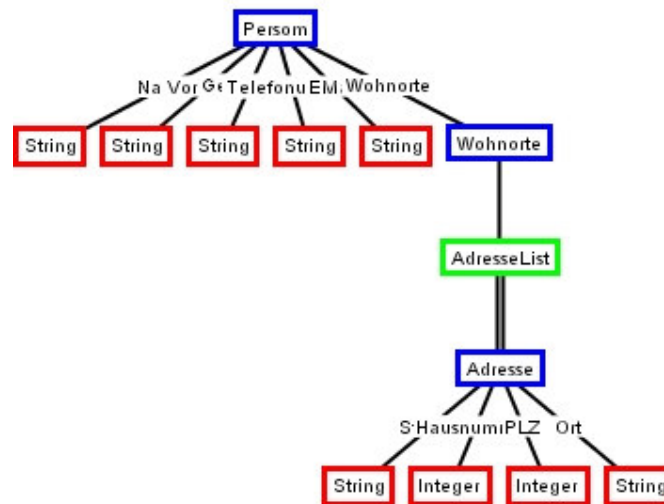 Persom
Na Vor Ge Telefonu EMa Wohnorte
String String String String String Wohnorte
AdresseList
Adresse
S Hausnum PLZ Ort
String Integer Integer String